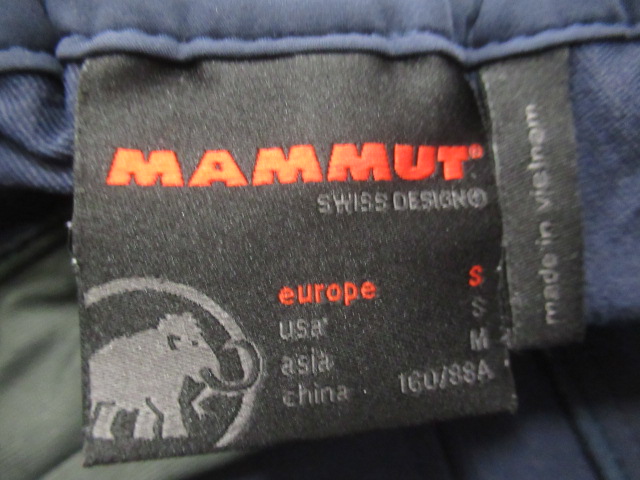 MAMMUT®
SWISS DESIGN
europe S
usa S
asia M
china 160/88A
made in vietnam